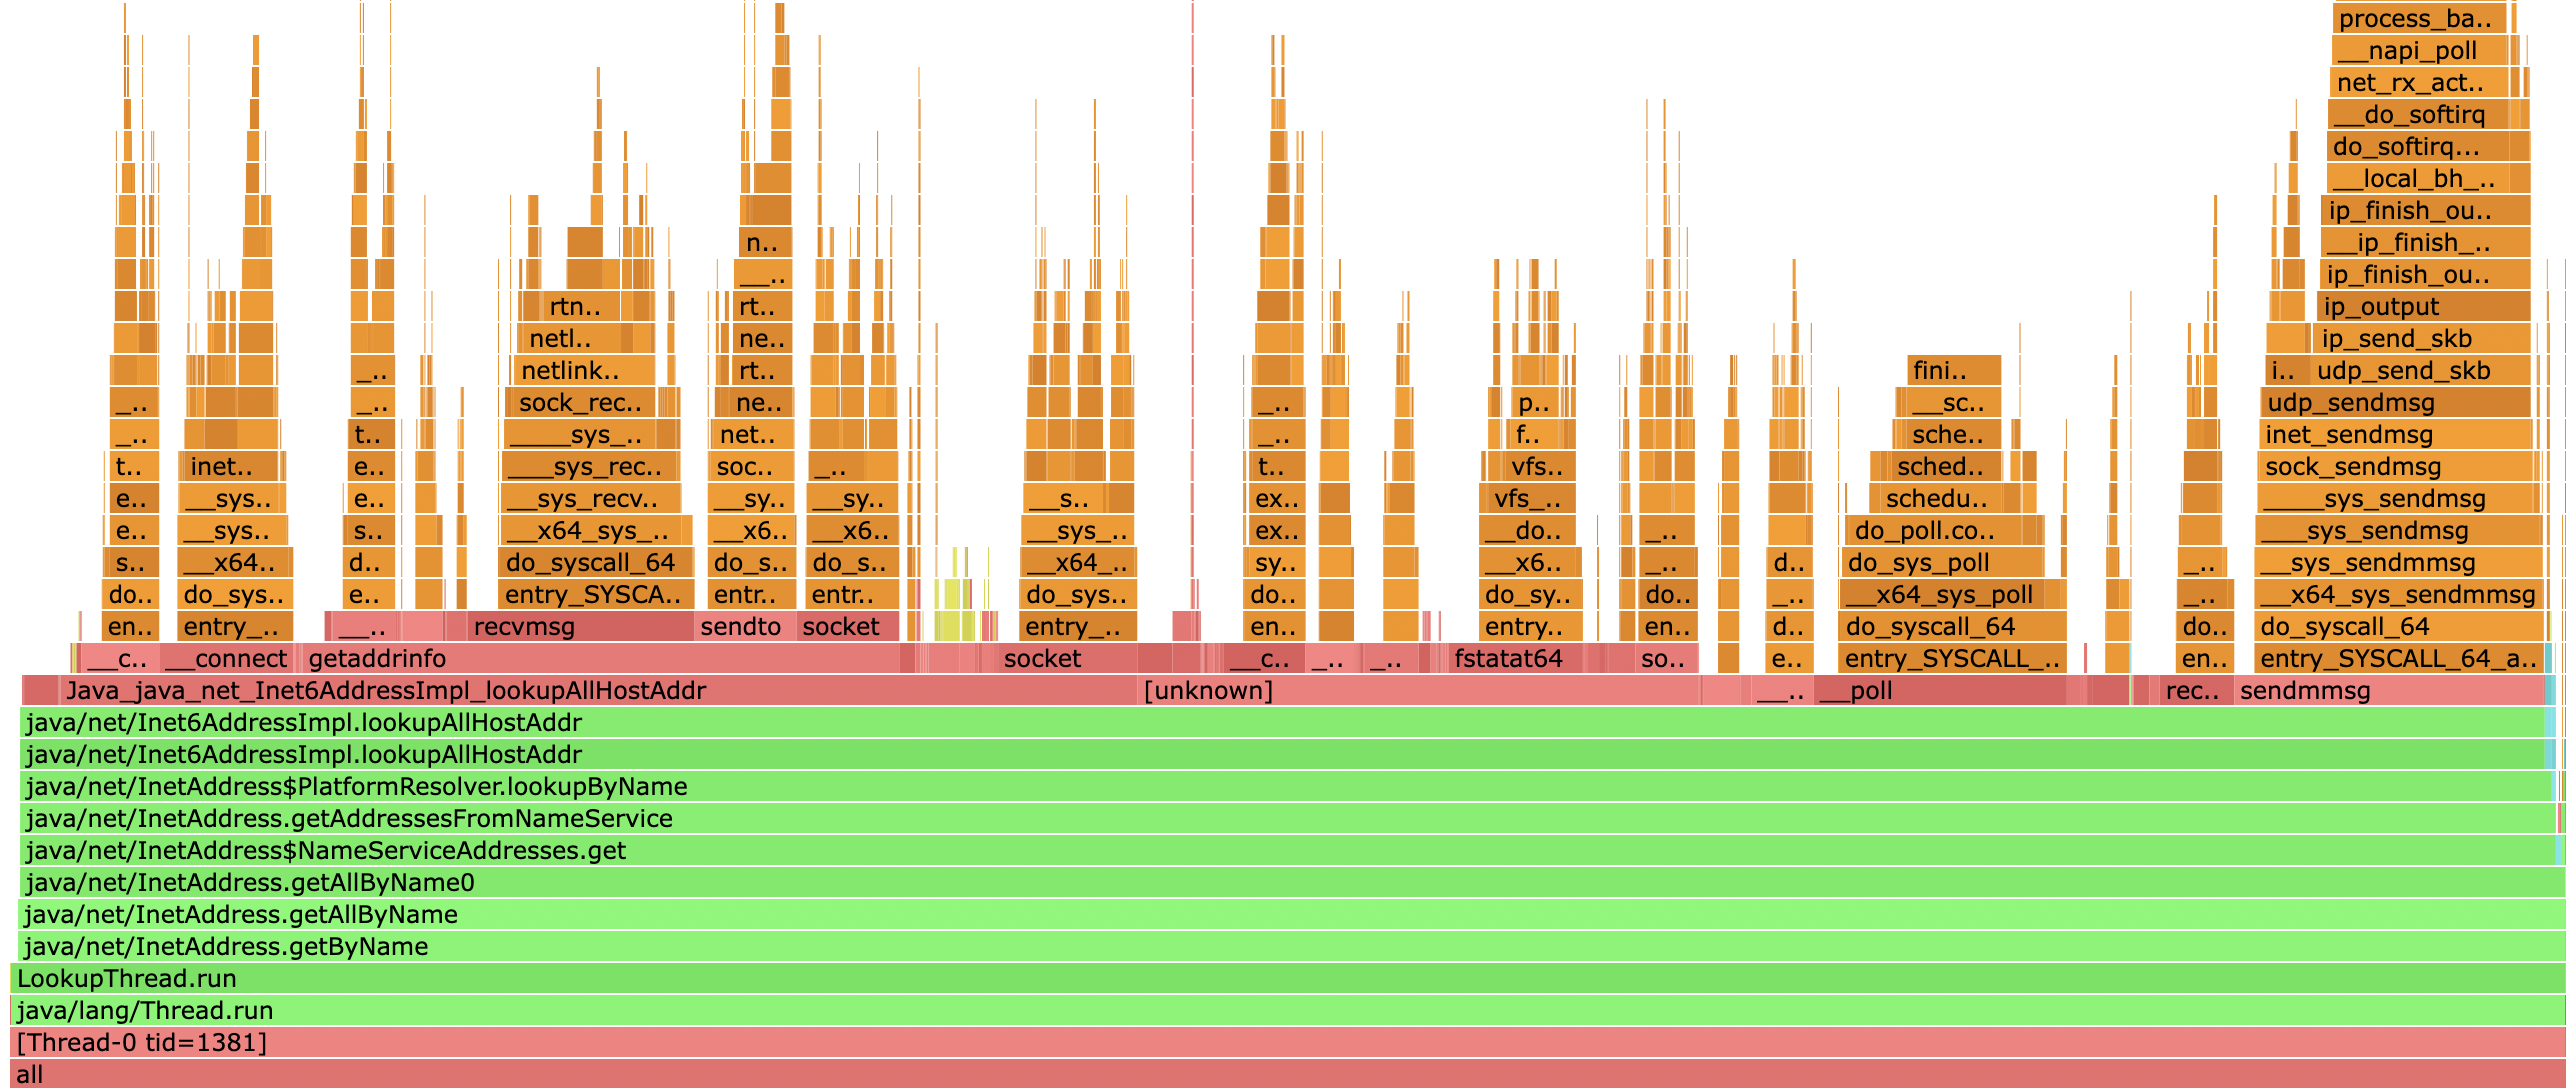 process_ba..
__napi_poll
net_rx_act..
__do_softirq
do_softirq...
__local_bh_..
ip_finish_ou..
n.. __ip_finish_..
__.. ip_finish_ou..
rtn.. rt.. ip_output
netl.. ne.. ip_send_skb
_.. netlink.. rt.. fini.. i.. udp_send_skb
_.. _.. sock_rec.. ne.. _.. p.. __sc.. udp_sendmsg
_.. t.. _____sys_.. net.. _.. f.. sche.. inet_sendmsg
t.. inet.. e.. ___sys_rec.. soc.. _.. t.. vfs.. sched.. sock_sendmsg
e.. __sys.. e.. __sys_recv.. __sy.. __sy.. __s.. ex.. vfs_.. schedu.. _____sys_sendmsg
e.. __sys.. s.. __x64_sys_.. __x6.. __x6.. __sys_.. ex.. __do.. _.. do_poll.co.. ____sys_sendmsg
s.. __x64.. d.. do_syscall_64 do_s.. do_s.. __x64_.. sy.. __x6.. _.. d.. do_sys_poll _.. __sys_sendmmsg
do.. do_sys.. e.. entry_SYSCA.. entr.. entr.. do_sys.. do.. do_sy.. do.. _.. __x64_sys_poll _.. __x64_sys_sendmmsg
en.. entry_.. __.. recvmsg sendto socket entry_.. en.. entry.. en.. d.. do_syscall_64 do.. do_syscall_64
__c.. __connect getaddrinfo socket __c.. _.. _.. fstatat64 so.. e.. entry_SYSCALL_.. en.. entry_SYSCALL_64_a..
Java_java_net_Inet6AddressImpl_lookupAllHostAddr [unknown] __.. __poll rec.. sendmmsg
java/net/Inet6AddressImpl.lookupAllHostAddr
java/net/Inet6AddressImpl.lookupAllHostAddr
java/net/InetAddress$PlatformResolver.lookupByName
java/net/InetAddress.getAddressesFromNameService
java/net/InetAddress$NameServiceAddresses.get
java/net/InetAddress.getAllByName0
java/net/InetAddress.getAllByName
java/net/InetAddress.getByName
LookupThread.run
java/lang/Thread.run
[Thread-0 tid=1381]
all